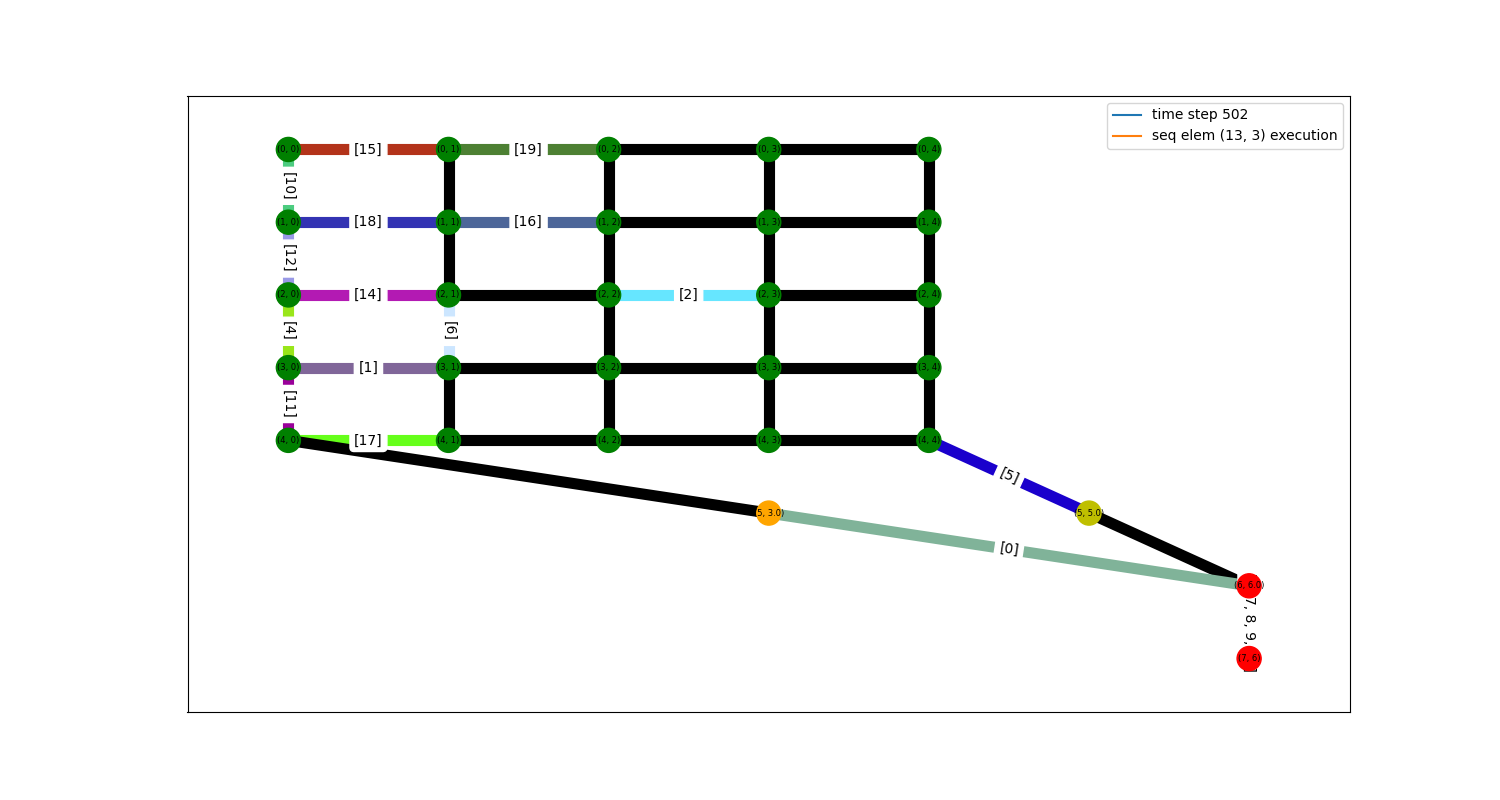 time step 502
seq elem (13, 3) execution
(0, 0) [15] (0, 1) [19] (0, 2) (0, 3) (0, 4)
[10]
(1, 0) [18] (1, 1) [16] (1, 2) (1, 3) (1, 4)
[12]
(2, 0) [14] (2, 1) (2, 2) [2] (2, 3) (2, 4)
[4] [6]
(3, 0) [1] (3, 1) (3, 2) (3, 3) (3, 4)
[11]
(4, 0) [17] (4, 1) (4, 2) (4, 3) (4, 4)
[5]
(5, 3.0) (5, 5.0)
[0]
(6, 6.0)
7, 8, 9,
(7, 6)